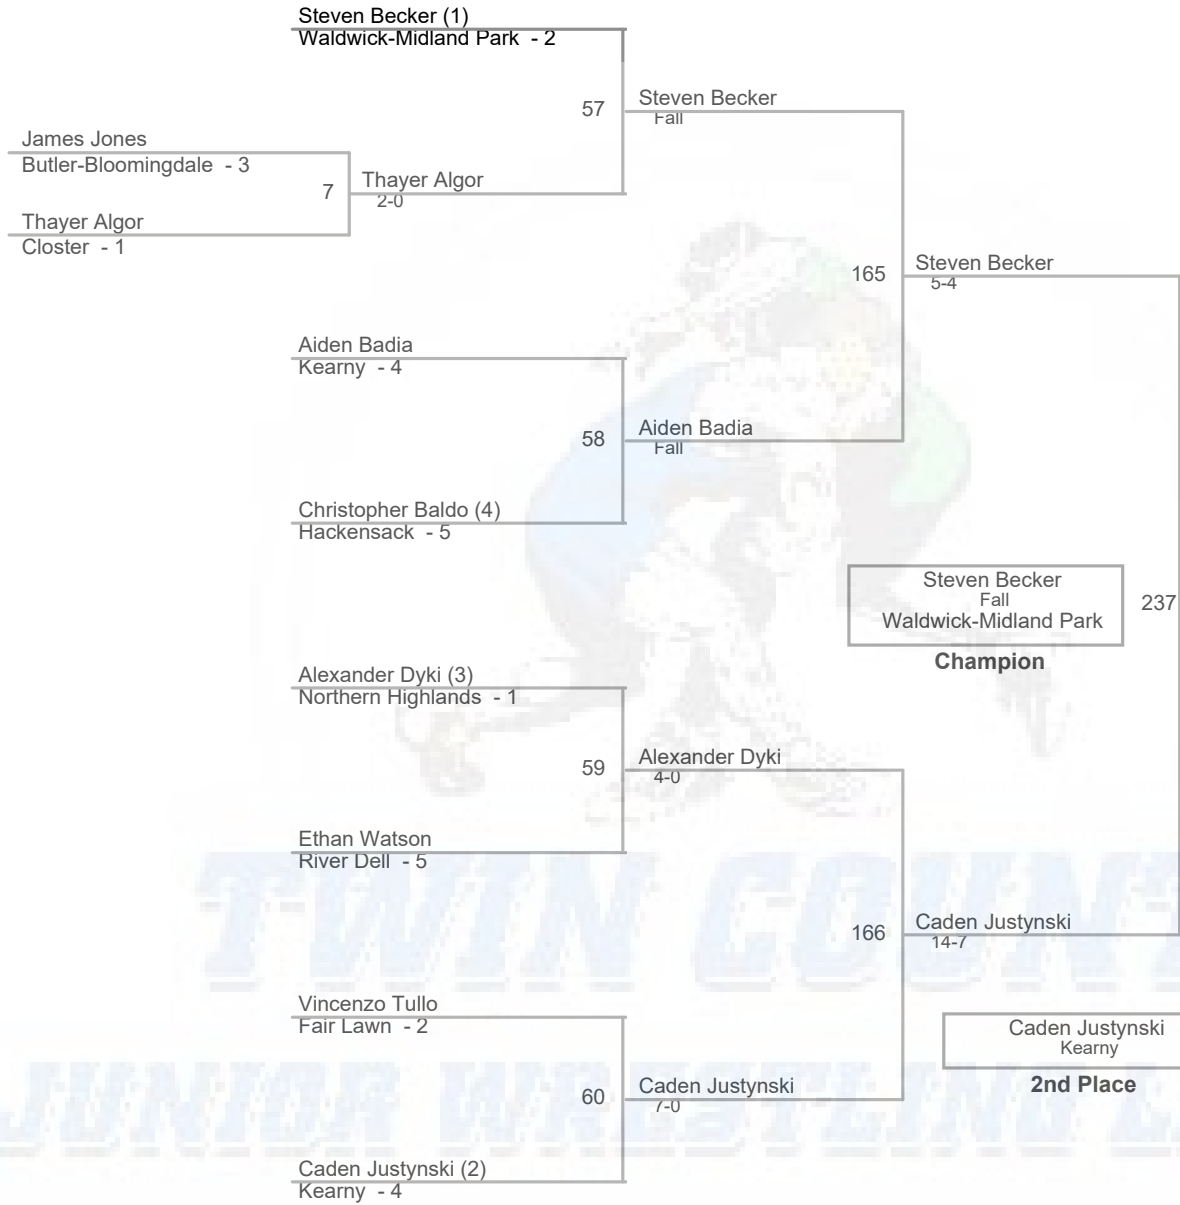 Steven Becker (1)
Waldwick-Midland Park - 2
57
Steven Becker
Fall
James Jones
Butler-Bloomingdale - 3
7
Thayer Algor
2-0
Thayer Algor
Closter - 1
165
Steven Becker
5-4
Aiden Badia
Kearny - 4
58
Aiden Badia
Fall
Christopher Baldo (4)
Hackensack - 5
Steven Becker
Fall
Waldwick-Midland Park
237
Champion
Alexander Dyki (3)
Northern Highlands - 1
59
Alexander Dyki
4-0
Ethan Watson
River Dell - 5
TWIN COUNT
166
Caden Justynski
14-7
Vincenzo Tullo
Fair Lawn - 2
Caden Justynski
Kearny
2nd Place
60
Caden Justynski
7-0
JUNIOR WRESTLING
Caden Justynski (2)
Kearny - 4